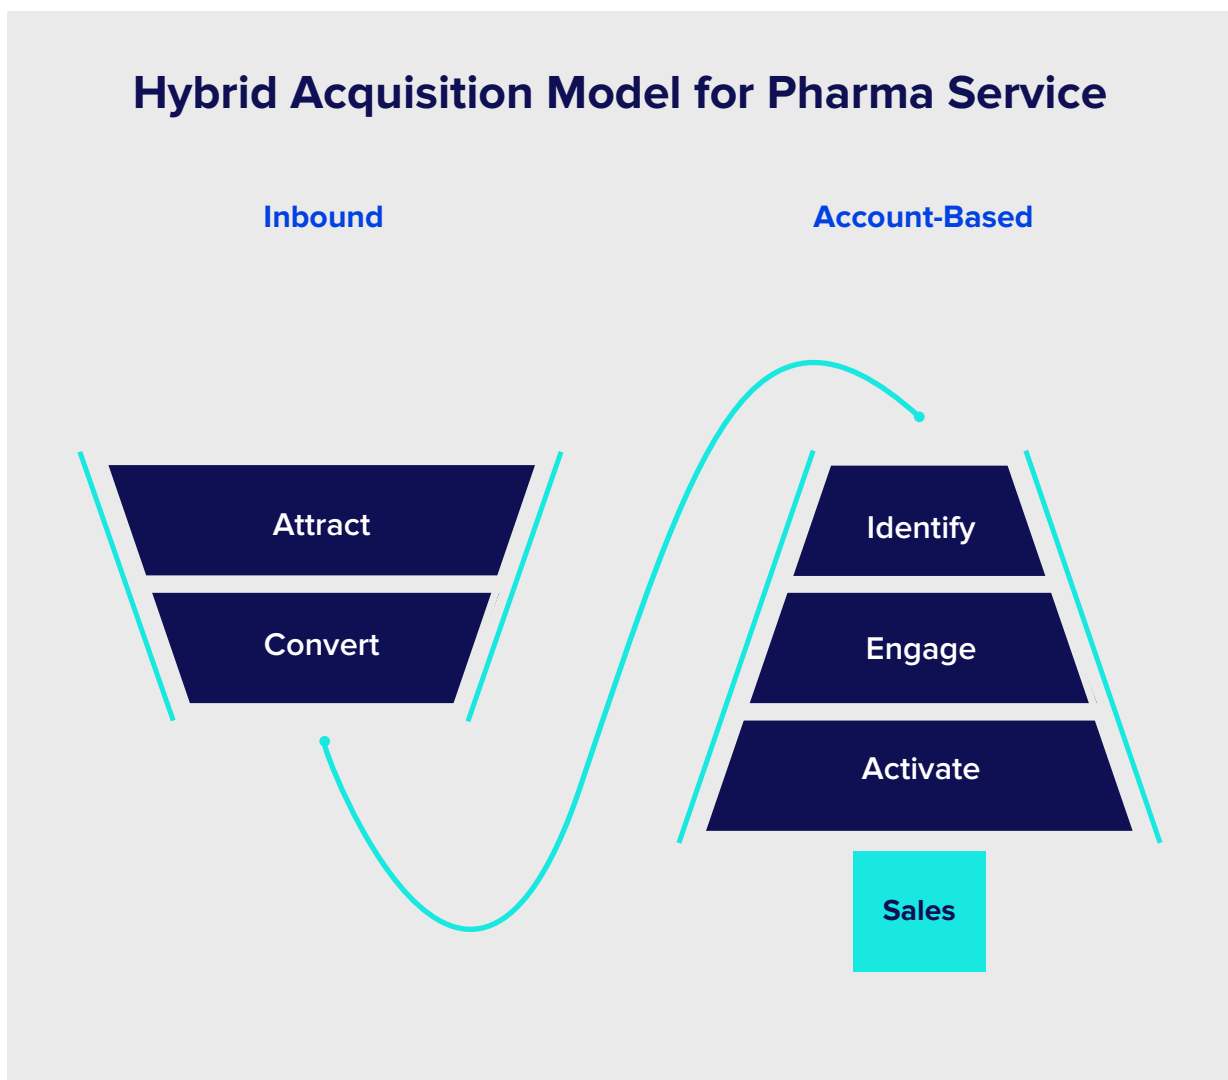 Hybrid Acquisition Model for Pharma Service
Inbound
Account-Based
Attract
Convert
Identify
Engage
Activate
Sales